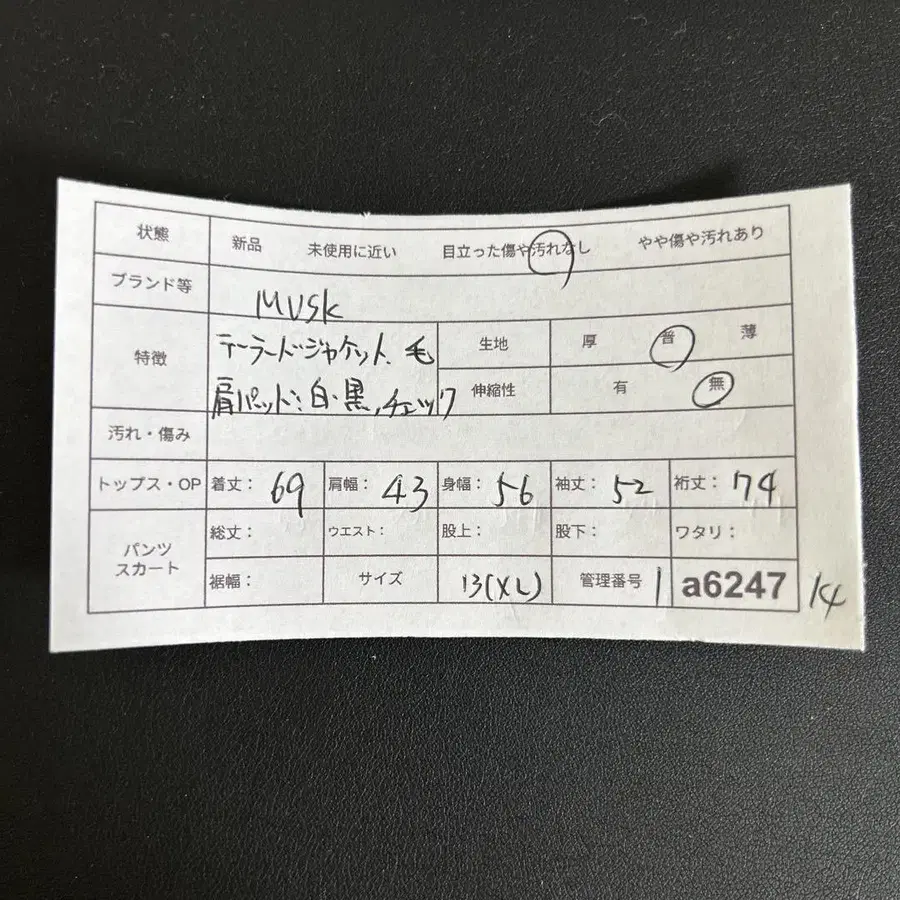 状態 新品 未使用に近い 目立った傷や汚れなし やや傷や汚れあり
ブランド等 MUSK
特徴 テーラードジャケット、毛
肩パット:白・黒,チェック
生地 厚 普 薄
伸縮性 有 無
汚れ・傷み
トップス・OP 着丈: 69 肩幅: 43 身幅: 56 袖丈: 52 裄丈: 74
パンツ
スカート
総丈: ウエスト: 股上: 股下: ワタリ:
裾幅: サイズ 13(XL) 管理番号 1 a6247 14